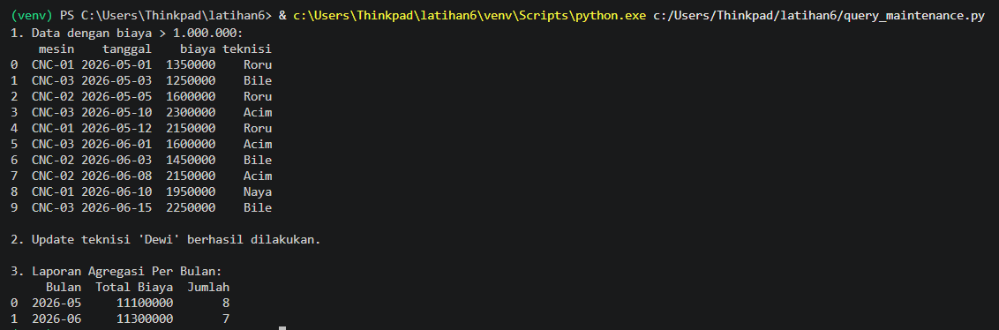 (venv) PS C:\Users\Thinkpad\latihan6> & c:\Users\Thinkpad\latihan6\venv\Scripts\python.exe c:/Users/Thinkpad/latihan6/query_maintenance.py
1. Data dengan biaya > 1.000.000:
    mesin    tanggal    biaya teknisi
0  CNC-01 2026-05-01  1350000    Roru
1  CNC-03 2026-05-03  1250000    Bile
2  CNC-02 2026-05-05  1600000    Roru
3  CNC-03 2026-05-10  2300000    Acim
4  CNC-01 2026-05-12  2150000    Roru
5  CNC-03 2026-06-01  1600000    Acim
6  CNC-02 2026-06-03  1450000    Bile
7  CNC-02 2026-06-08  2150000    Acim
8  CNC-01 2026-06-10  1950000    Naya
9  CNC-03 2026-06-15  2250000    Bile
2. Update teknisi 'Dewi' berhasil dilakukan.
3. Laporan Agregasi Per Bulan:
     Bulan  Total Biaya  Jumlah
0  2026-05     11100000       8
1  2026-06     11300000       7